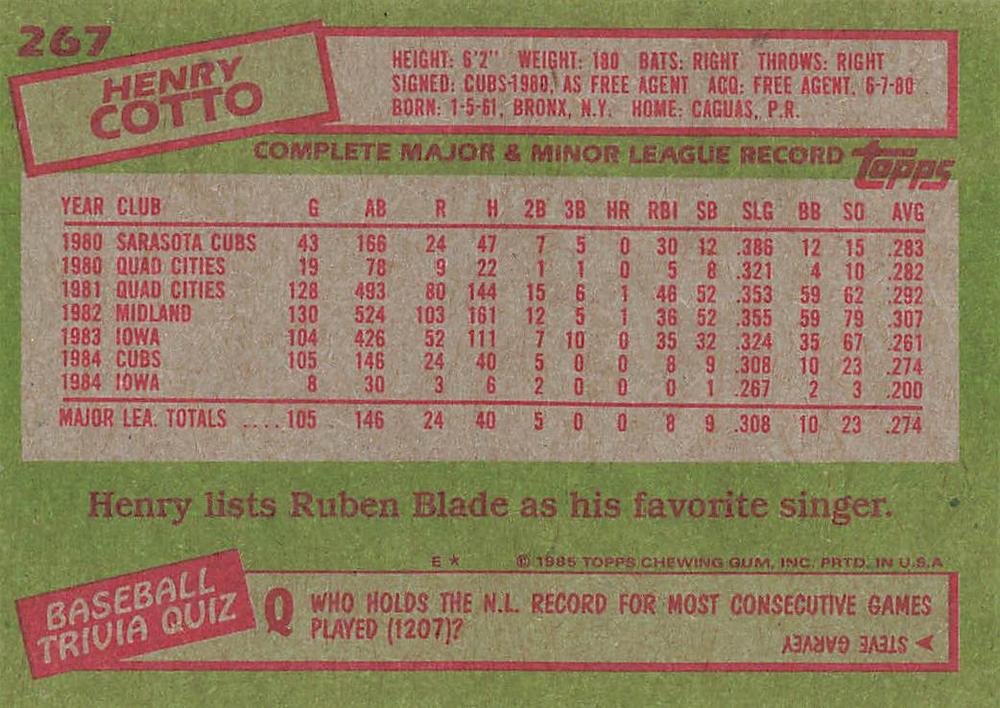 267
HENRY
COTTO
HEIGHT: 6'2" WEIGHT: 180 BATS: RIGHT THROWS: RIGHT
SIGNED: CUBS-1980, AS FREE AGENT ACQ: FREE AGENT, 6-7-80
BORN: 1-5-61, BRONX, N.Y. HOME: CAGUAS, P.R.
COMPLETE MAJOR & MINOR LEAGUE RECORD topps
YEAR CLUB G AB R H 2B 3B HR RBI SB SLG BB SO AVG
1980 SARASOTA CUBS 43 166 24 47 7 5 0 30 12 .386 12 15 .283
1980 QUAD CITIES 19 78 9 22 1 1 0 5 8 .321 4 10 .282
1981 QUAD CITIES 128 493 80 144 15 6 1 46 52 .353 59 62 .292
1982 MIDLAND 130 524 103 161 12 5 1 36 52 .355 59 79 .307
1983 IOWA 104 426 52 111 7 10 0 35 32 .324 35 67 .261
1984 CUBS 105 146 24 40 5 0 0 8 9 .308 10 23 .274
1984 IOWA 8 30 3 6 2 0 0 0 1 .267 2 3 .200
MAJOR LEA. TOTALS .... 105 146 24 40 5 0 0 8 9 .308 10 23 .274
Henry lists Ruben Blade as his favorite singer.
E * © 1985 TOPPS CHEWING GUM, INC. PRTD. IN U.S.A
BASEBALL
TRIVIA QUIZ
Q WHO HOLDS THE N.L. RECORD FOR MOST CONSECUTIVE GAMES
PLAYED (1207)?
STEVE GARVEY